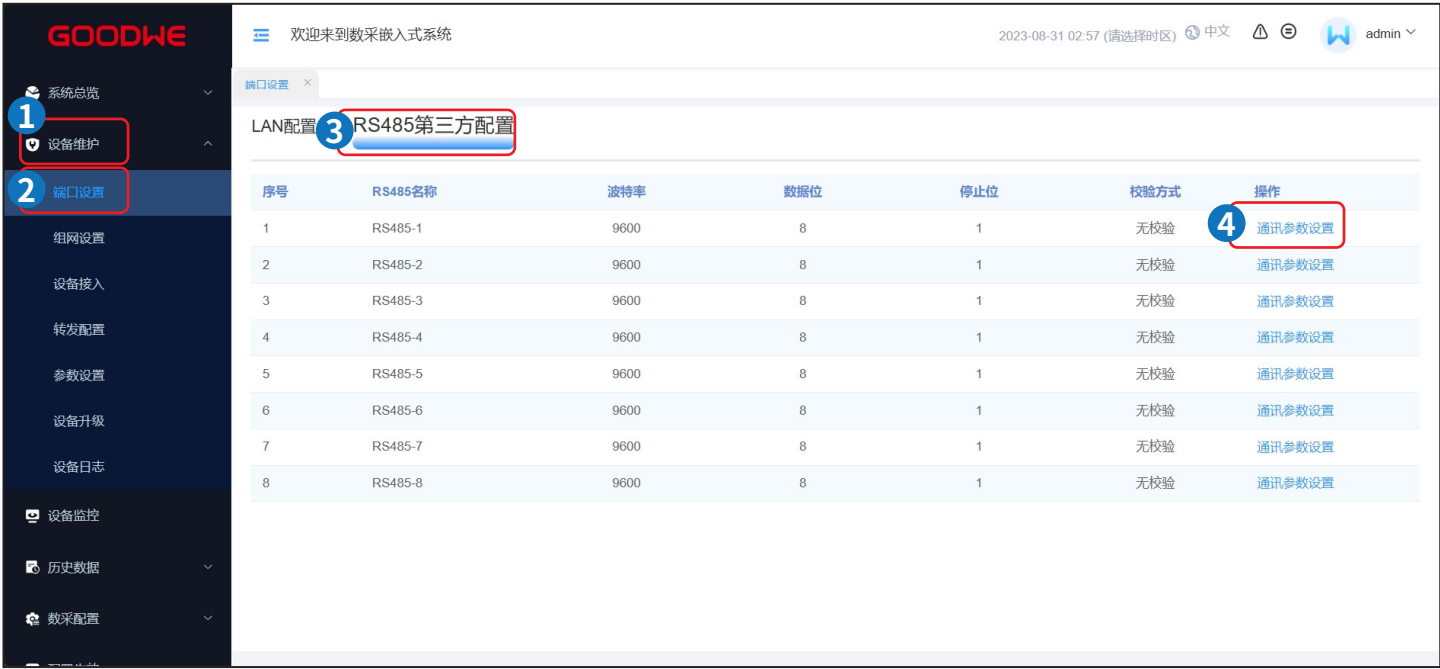 GOODWE
欢迎来到数采嵌入式系统
2023-08-31 02:57 (请选择时区) 中文 admin
系统总览
1
设备维护
2
端口设置
组网设置
设备接入
转发配置
参数设置
设备升级
设备日志
设备监控
历史数据
数采配置
端口设置 ×
LAN配置 3 RS485第三方配置
序号 RS485名称 波特率 数据位 停止位 校验方式 操作
1 RS485-1 9600 8 1 无校验 4 通讯参数设置
2 RS485-2 9600 8 1 无校验 通讯参数设置
3 RS485-3 9600 8 1 无校验 通讯参数设置
4 RS485-4 9600 8 1 无校验 通讯参数设置
5 RS485-5 9600 8 1 无校验 通讯参数设置
6 RS485-6 9600 8 1 无校验 通讯参数设置
7 RS485-7 9600 8 1 无校验 通讯参数设置
8 RS485-8 9600 8 1 无校验 通讯参数设置